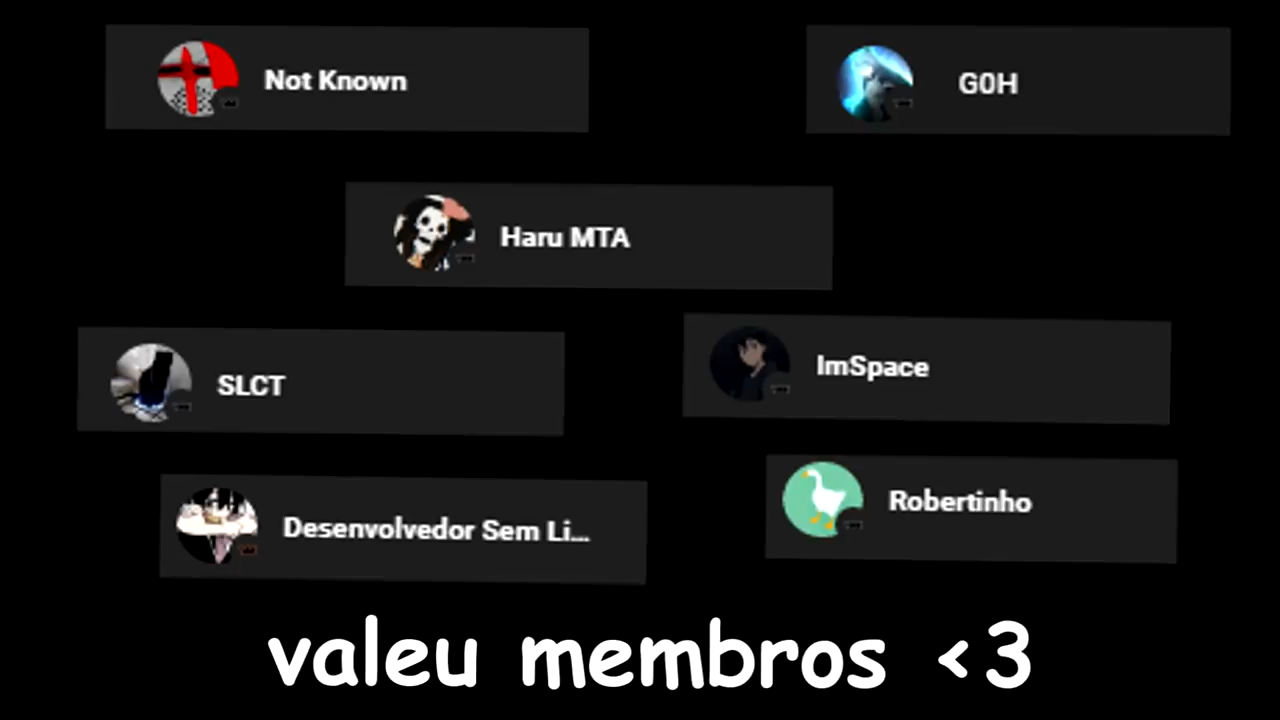 Not Known
G0H
Haru MTA
SLCT
ImSpace
Desenvolvedor Sem Li...
Robertinho
valeu membros <3